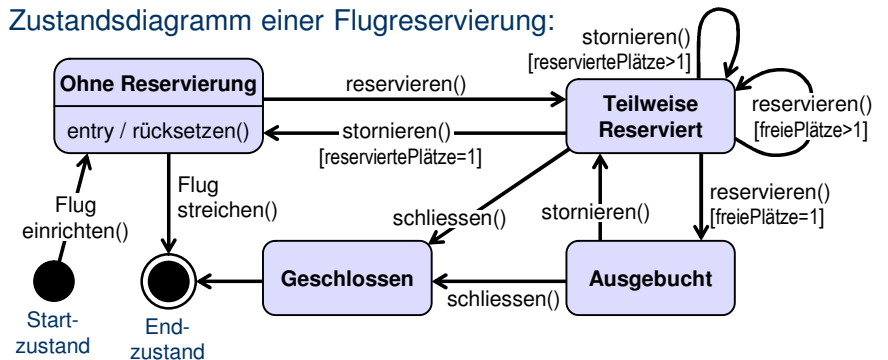 Zustandsdiagramm einer Flugreservierung:
stornieren()
[reserviertePlätze>1]
Ohne Reservierung
entry / rücksetzen()
reservieren()
Teilweise
Reserviert
reservieren()
[freiePlätze>1]
stornieren()
[reserviertePlätze=1]
Flug
einrichten()
Flug
streichen()
schliessen()
stornieren()
reservieren()
[freiePlätze=1]
Geschlossen
schliessen()
Ausgebucht
Start-
zustand
End-
zustand